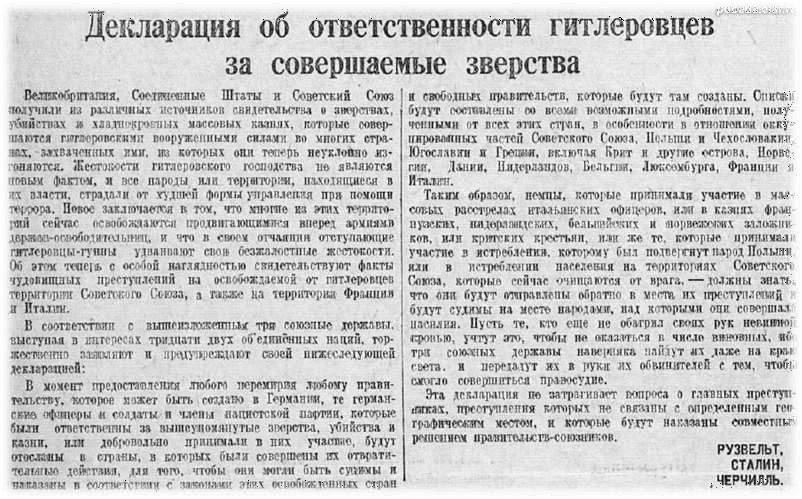 Декларация об ответственности гитлеровцев
за совершаемые зверства
Великобритания, Соединенные Штаты и Советский Союз
получили из различных источников свидетельства о зверствах,
убийствах и хладнокровных массовых казнях, которые совер-
шаются гитлеровскими вооруженными силами во многих стра-
нах, захваченных ими, из которых они теперь неуклонно из-
гоняются. Жестокости гитлеровского господства не являются
новым фактом, и все народы или территории, находящиеся в
их власти, страдали от худшей формы управления при помощи
террора. Новое заключается в том, что многие из этих террито-
рий сейчас освобождаются продвигающимися вперед армиями
держав-освободительниц, и что в своем отчаянии отступающие
гитлеровцы-гунны удваивают свои безжалостные жестокости.
Об этом теперь с особой наглядностью свидетельствуют факты
чудовищных преступлений на освобождаемой от гитлеровцев
территории Советского Союза, а также на территории Франции
и Италии.
В соответствии с вышеизложенным три союзные державы,
выступая в интересах тридцати двух об'единённых наций, тор-
жественно заявляют и предупреждают своей нижеследующей
декларацией:
В момент предоставления любого перемирия любому прави-
тельству, которое может быть создано в Германии, те герман-
ские офицеры и солдаты и члены нацистской партии, которые
были ответственны за вышеупомянутые зверства, убийства и
казни, или добровольно принимали в них участие, будут
отосланы в страны, в которых были совершены их отврати-
тельные действия, для того, чтобы они могли быть судимы и
наказаны в соответствии с законами этих освобожденных стран
и свободных правительств, которые будут там созданы. Списки
будут составлены со всеми возможными подробностями, полу-
ченными от всех этих стран, в особенности в отношении окку-
пированных частей Советского Союза, Польши и Чехословакии,
Югославии и Греции, включая Крит и другие острова, Норве-
гии, Дании, Нидерландов, Бельгии, Люксембурга, Франции и
Италии.
Таким образом, немцы, которые принимали участие в мас-
совых расстрелах итальянских офицеров, или в казнях фран-
цузских, нидерландских, бельгийских и норвежских заложни-
ков, или критских крестьян, или же те, которые принимали
участие в истреблении, которому был подвергнут народ Польши,
или в истреблении населения на территориях Советского
Союза, которые сейчас очищаются от врага, — должны знать,
что они будут отправлены обратно в места их преступлений и
будут судимы на месте народами, над которыми они совершали
насилия. Пусть те, кто еще не обагрил своих рук невинной
кровью, учтут это, чтобы не оказаться в числе виновных, ибо
три союзных державы наверняка найдут их даже на краю
света и передадут их в руки их обвинителей с тем, чтобы
смогло совершиться правосудие.
Эта декларация не затрагивает вопроса о главных преступ-
никах, преступления которых не связаны с определенным гео-
графическим местом, и которые будут наказаны совместным
решением правительств-союзников.
РУЗВЕЛЬТ,
СТАЛИН,
ЧЕРЧИЛЛЬ.